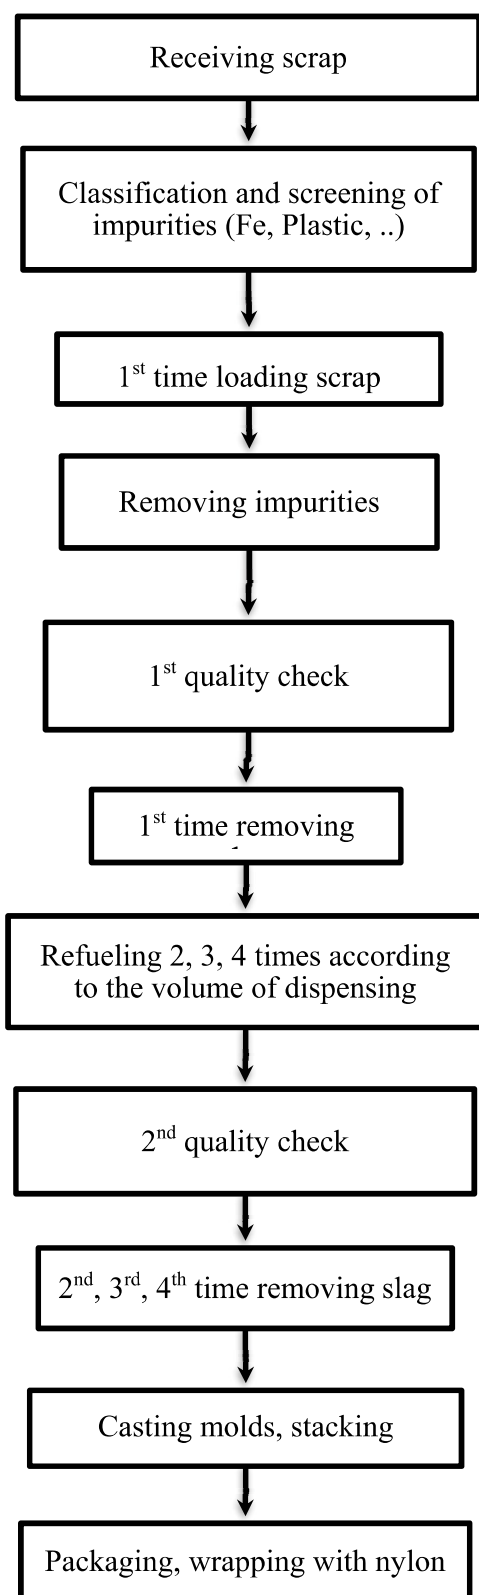 Receiving scrap
Classification and screening of
impurities (Fe, Plastic, ..)
1st time loading scrap
Removing impurities
1st quality check
1st time removing
Refueling 2, 3, 4 times according
to the volume of dispensing
2nd quality check
2nd, 3rd, 4th time removing slag
Casting molds, stacking
Packaging, wrapping with nylon